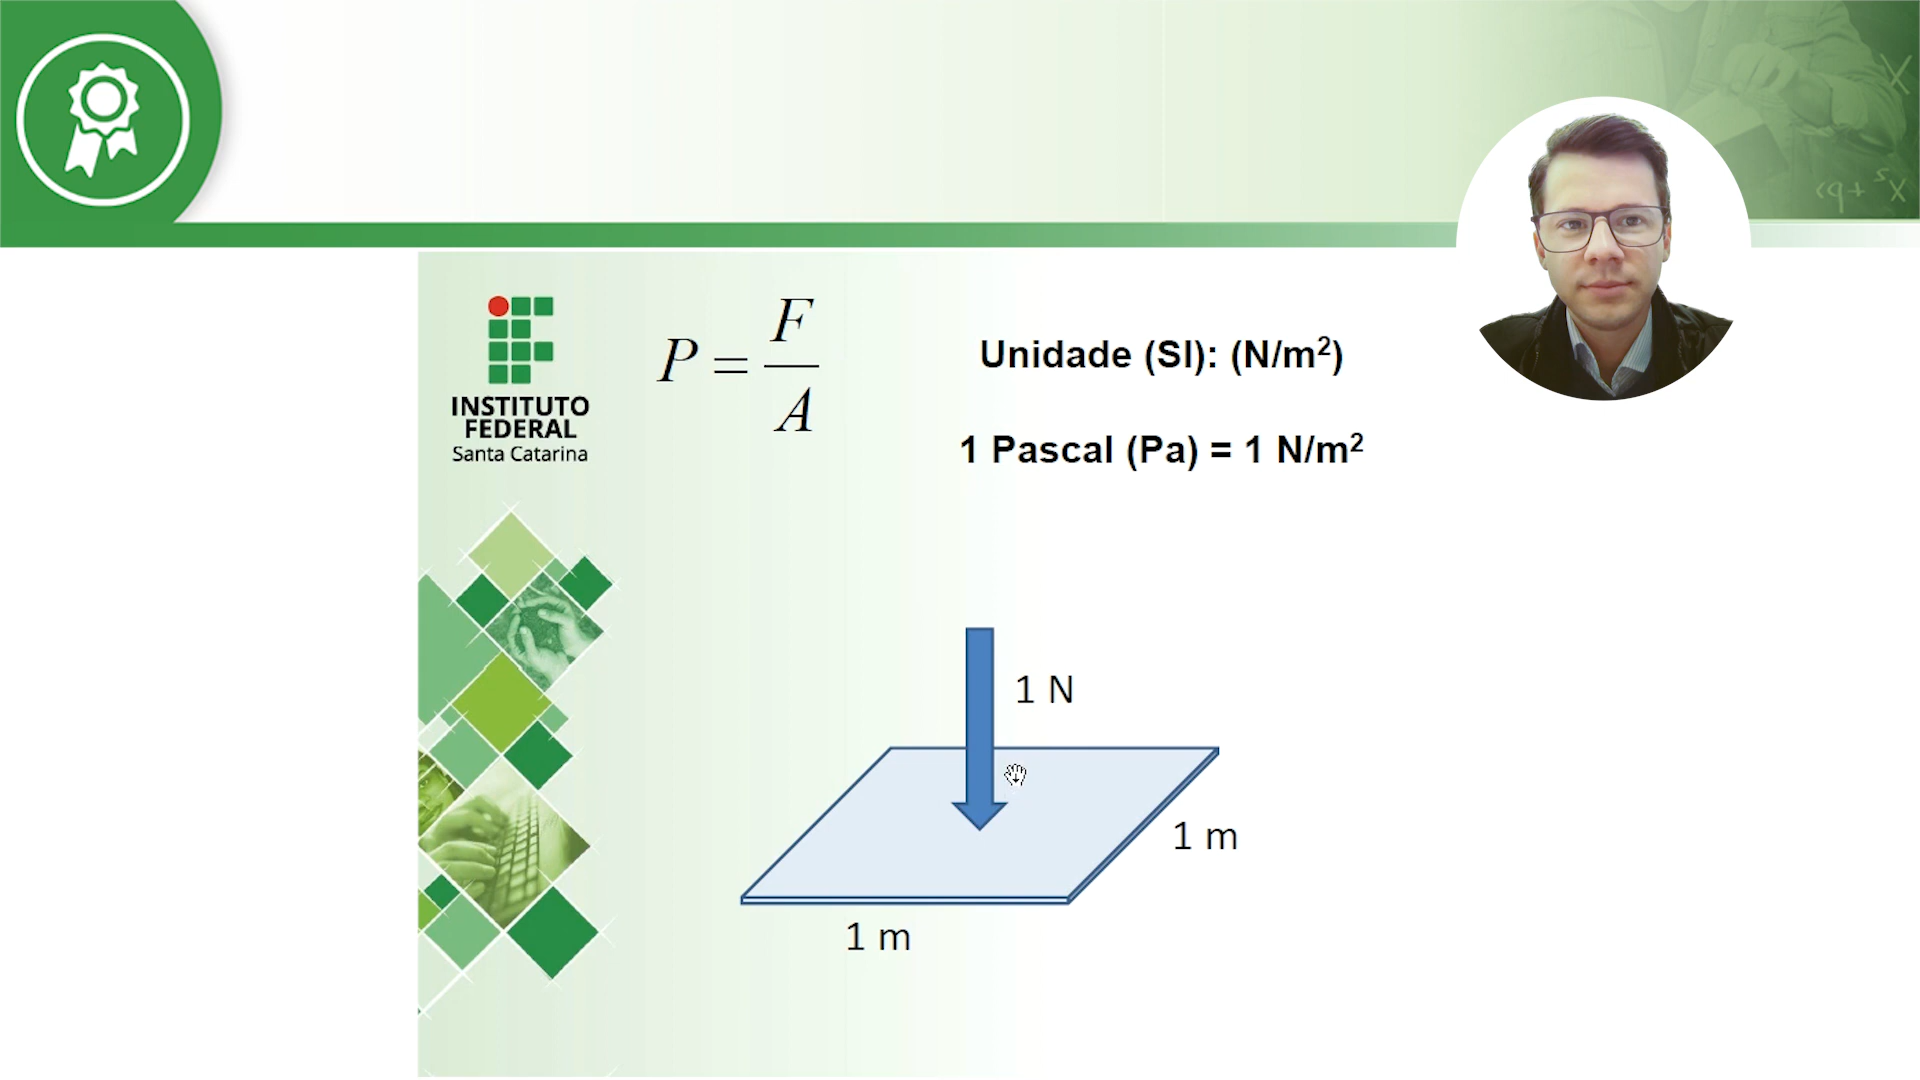 INSTITUTO
FEDERAL
Santa Catarina
P = F/A
Unidade (SI): (N/m²)
1 Pascal (Pa) = 1 N/m²
1 N
1 m
1 m